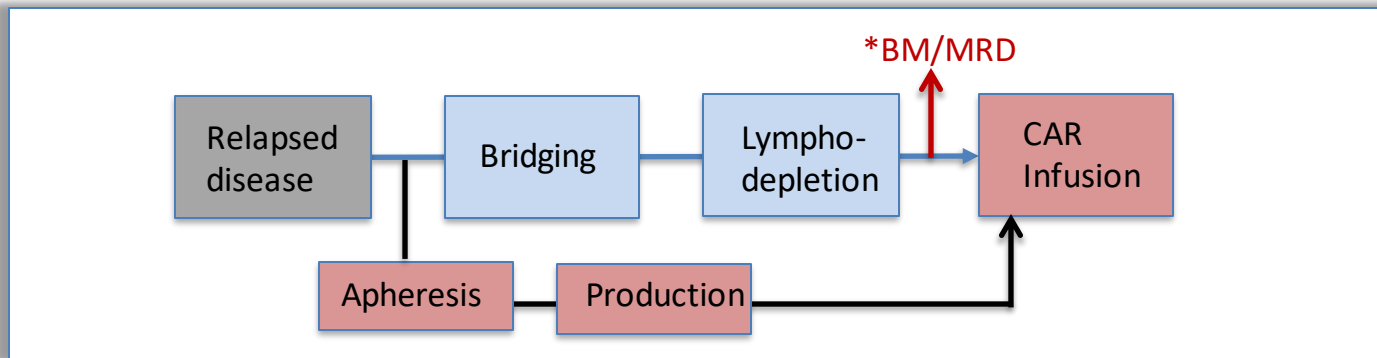 *BM/MRD
Relapsed
disease
Bridging
Lympho-
depletion
CAR
Infusion
Apheresis
Production